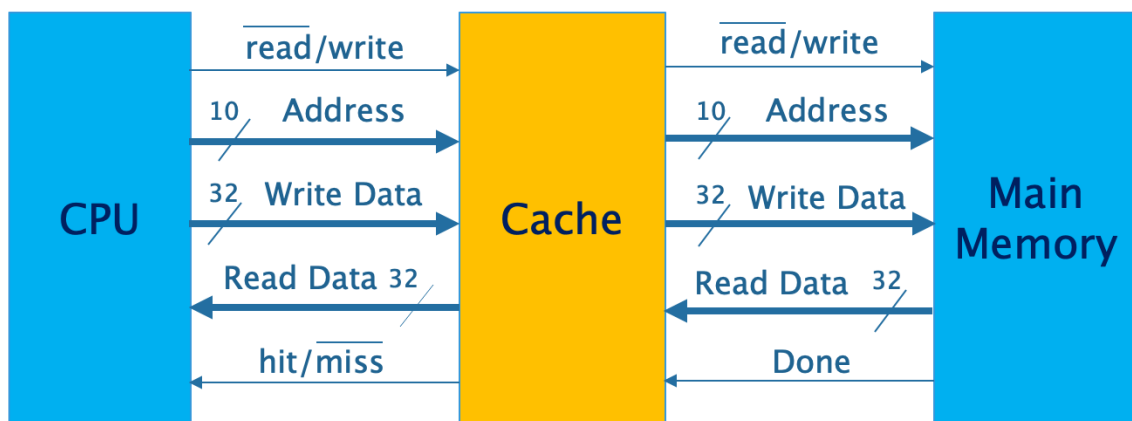 read/write
10 Address
32 Write Data
Read Data 32
hit/miss
CPU
Cache
read/write
10 Address
32 Write Data
Read Data 32
Done
Main
Memory